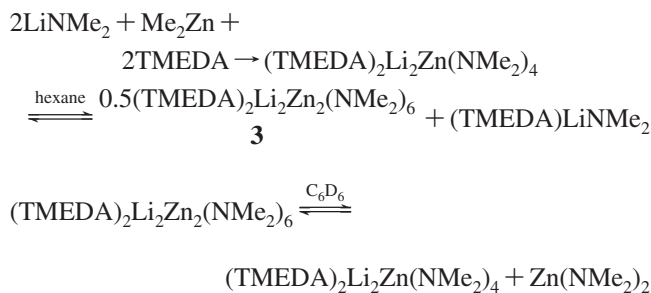 2LiNMe₂ + Me₂Zn +
2TMEDA → (TMEDA)₂Li₂Zn(NMe₂)₄
hexane
⇌ 0.5(TMEDA)₂Li₂Zn₂(NMe₂)₆ + (TMEDA)LiNMe₂
3
C₆D₆
(TMEDA)₂Li₂Zn₂(NMe₂)₆ ⇌
(TMEDA)₂Li₂Zn(NMe₂)₄ + Zn(NMe₂)₂